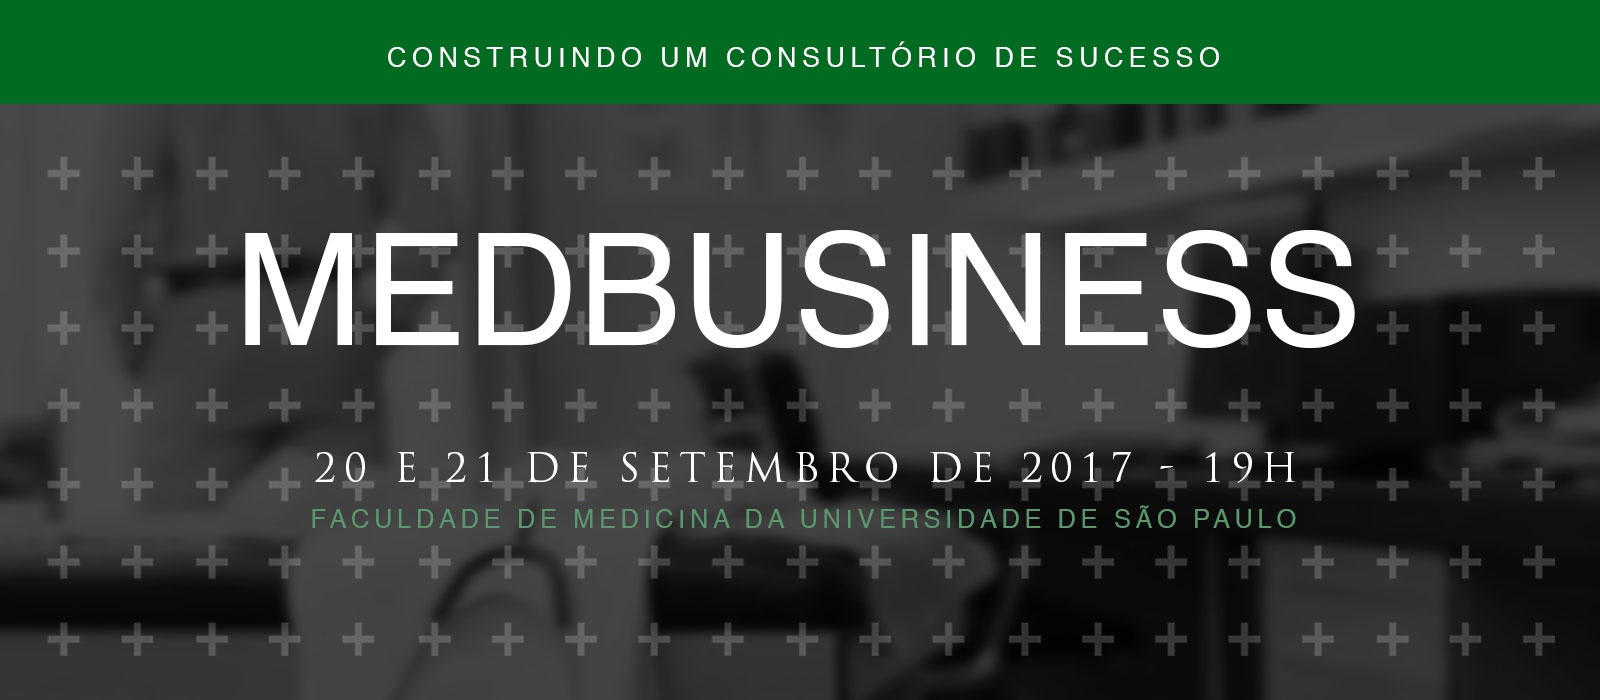 CONSTRUINDO UM CONSULTÓRIO DE SUCESSO
MEDBUSINESS
20 E 21 DE SETEMBRO DE 2017 - 19H
FACULDADE DE MEDICINA DA UNIVERSIDADE DE SÃO PAULO